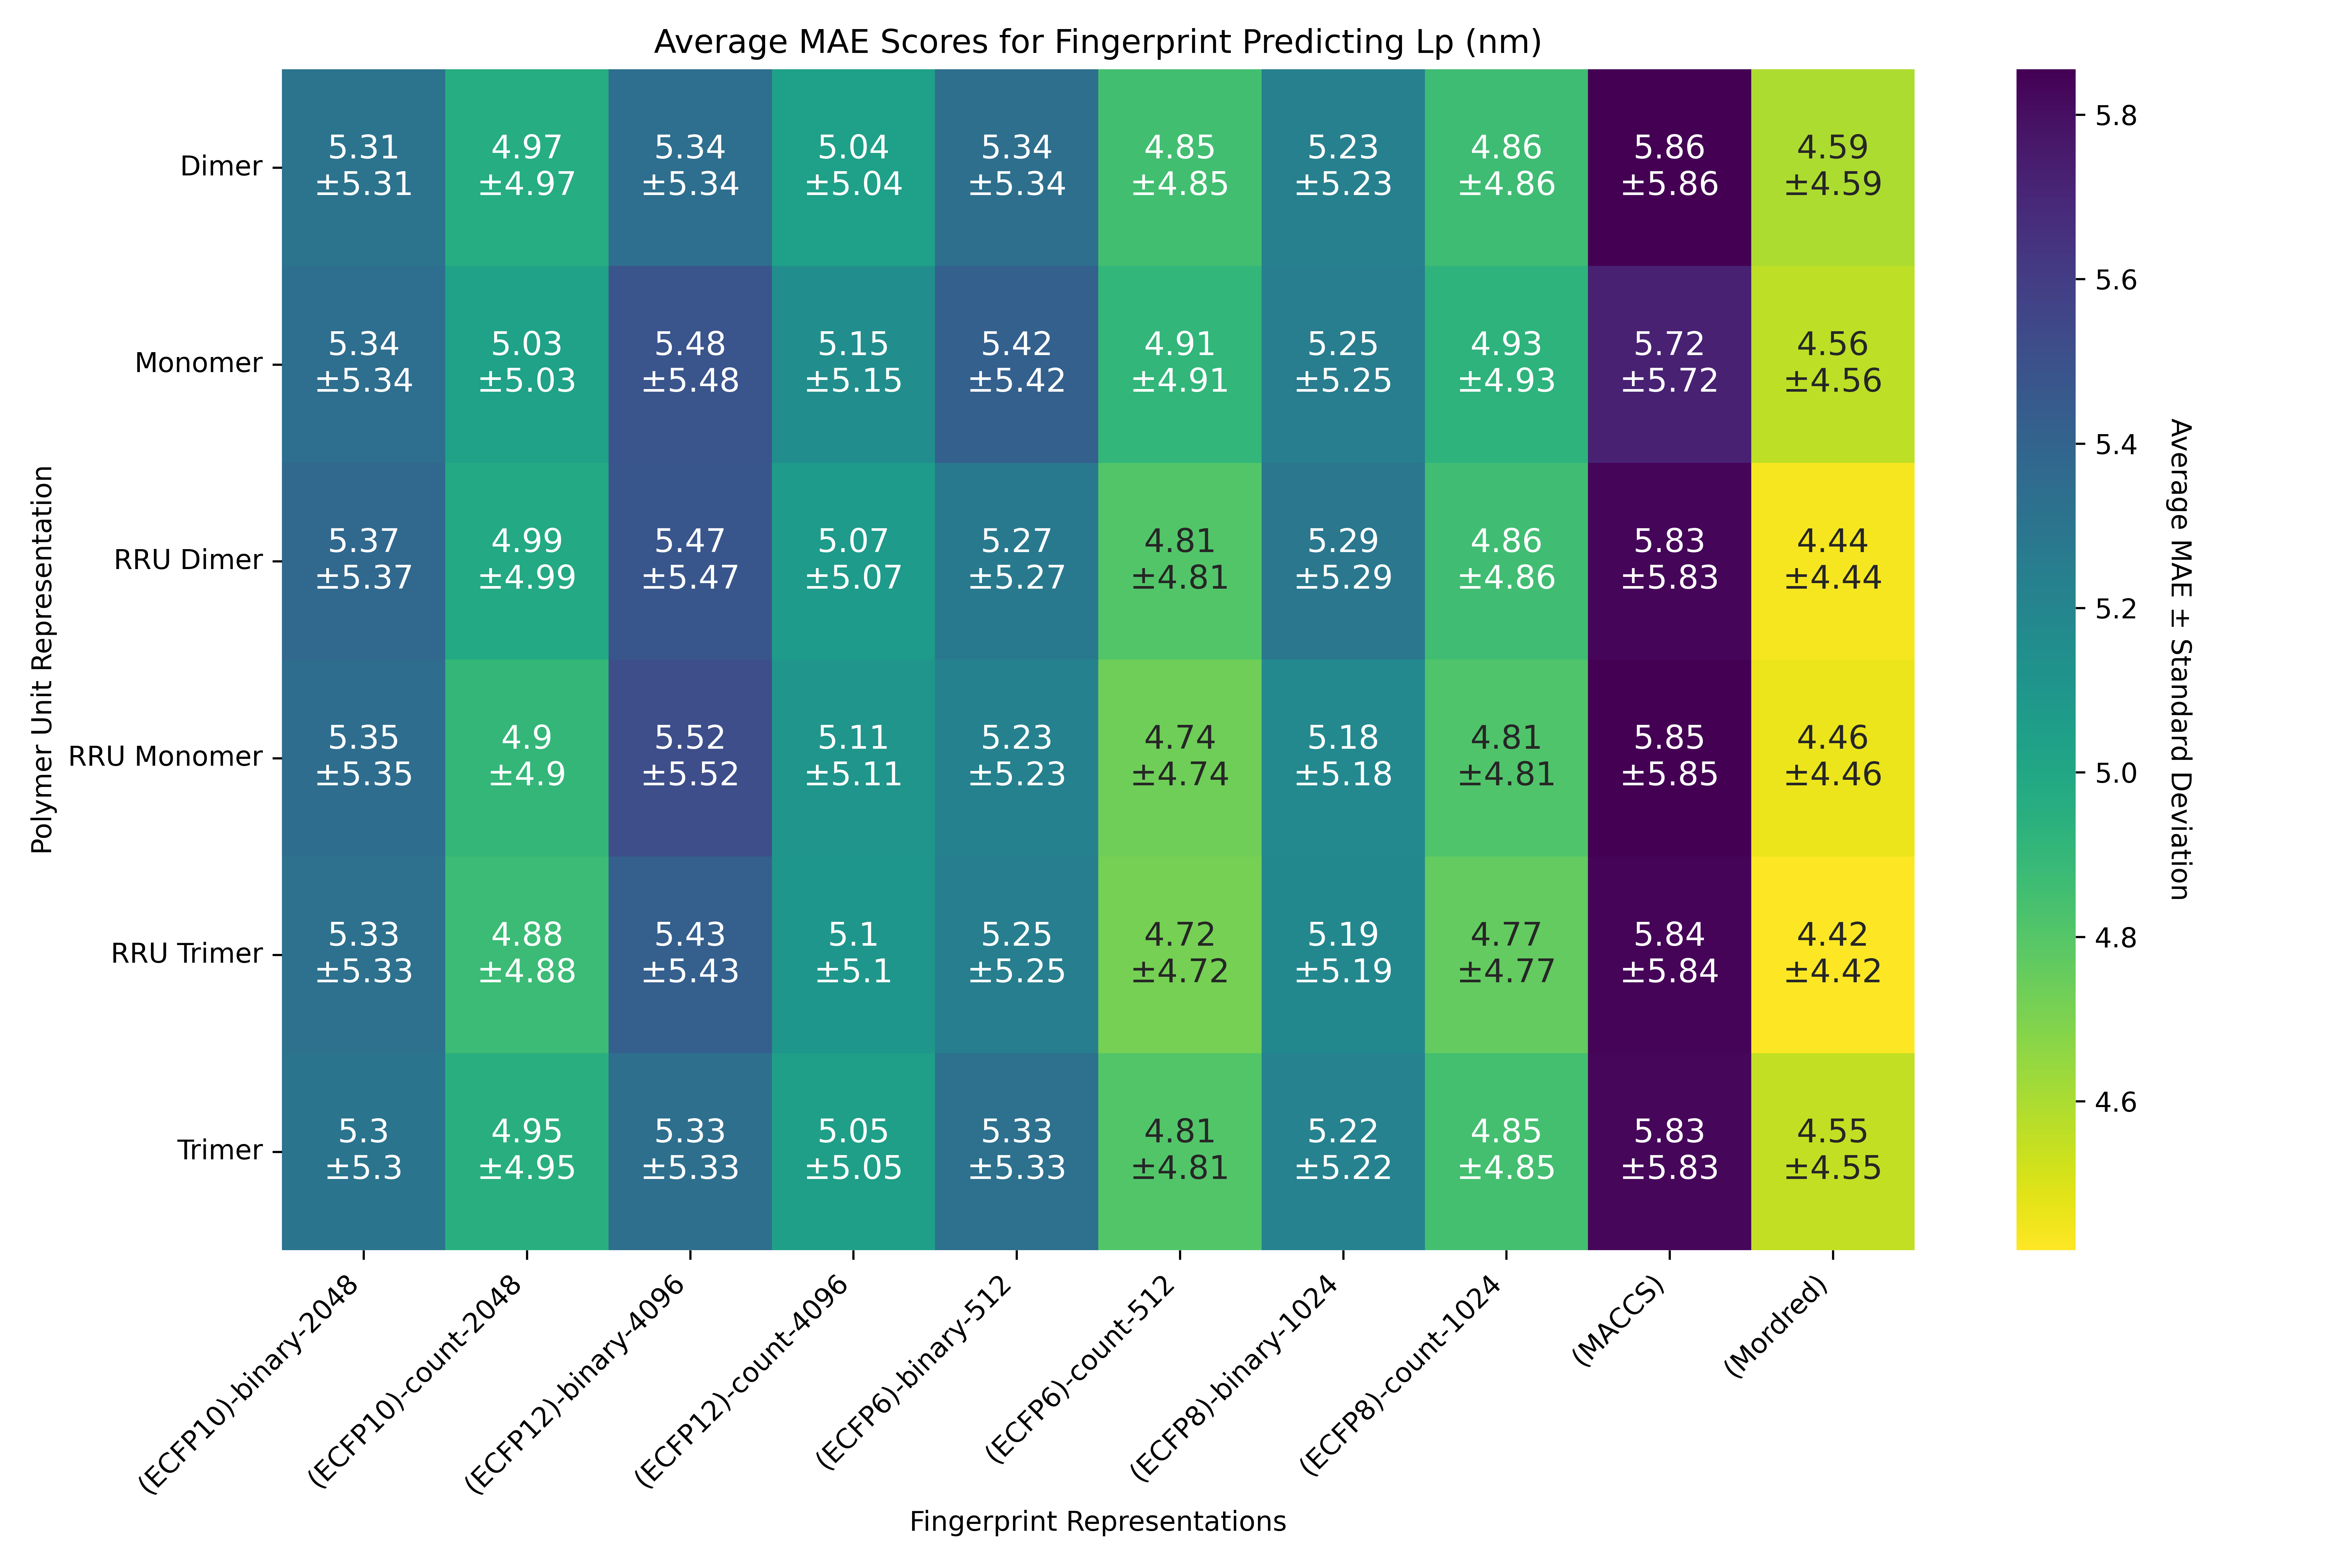 Average MAE Scores for Fingerprint Predicting Lp (nm)
Polymer Unit Representation
Dimer
5.31 4.97 5.34 5.04 5.34 4.85 5.23 4.86 5.86 4.59
±5.31 ±4.97 ±5.34 ±5.04 ±5.34 ±4.85 ±5.23 ±4.86 ±5.86 ±4.59
Monomer
5.34 5.03 5.48 5.15 5.42 4.91 5.25 4.93 5.72 4.56
±5.34 ±5.03 ±5.48 ±5.15 ±5.42 ±4.91 ±5.25 ±4.93 ±5.72 ±4.56
RRU Dimer
5.37 4.99 5.47 5.07 5.27 4.81 5.29 4.86 5.83 4.44
±5.37 ±4.99 ±5.47 ±5.07 ±5.27 ±4.81 ±5.29 ±4.86 ±5.83 ±4.44
RRU Monomer
5.35 4.9 5.52 5.11 5.23 4.74 5.18 4.81 5.85 4.46
±5.35 ±4.9 ±5.52 ±5.11 ±5.23 ±4.74 ±5.18 ±4.81 ±5.85 ±4.46
RRU Trimer
5.33 4.88 5.43 5.1 5.25 4.72 5.19 4.77 5.84 4.42
±5.33 ±4.88 ±5.43 ±5.1 ±5.25 ±4.72 ±5.19 ±4.77 ±5.84 ±4.42
Trimer
5.3 4.95 5.33 5.05 5.33 4.81 5.22 4.85 5.83 4.55
±5.3 ±4.95 ±5.33 ±5.05 ±5.33 ±4.81 ±5.22 ±4.85 ±5.83 ±4.55
(ECFP10)-binary-2048
(ECFP10)-count-2048
(ECFP12)-binary-4096
(ECFP12)-count-4096
(ECFP6)-binary-512
(ECFP6)-count-512
(ECFP8)-binary-1024
(ECFP8)-count-1024
(MACCS)
(Mordred)
Fingerprint Representations
5.8
5.6
5.4
5.2
5.0
4.8
4.6
Average MAE ± Standard Deviation